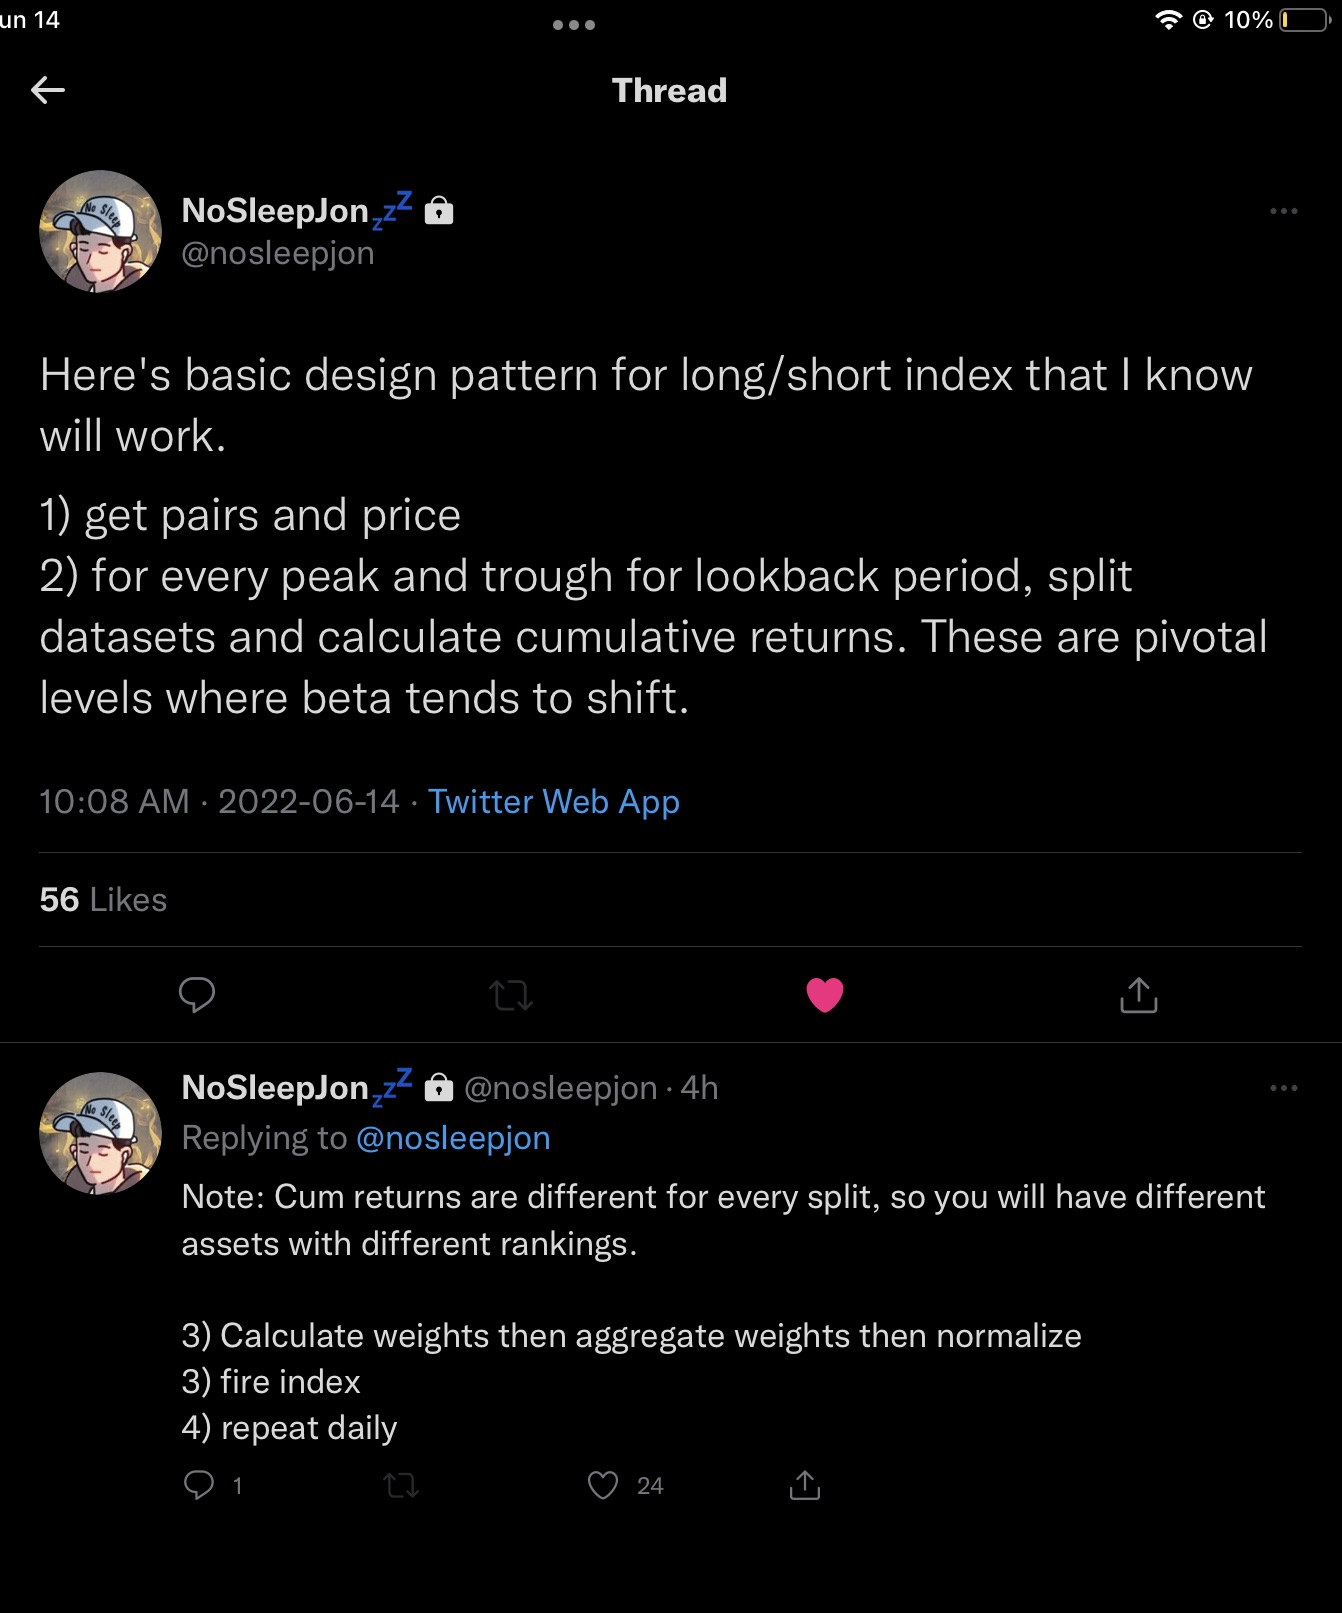 un 14
10%
Thread
NoSleepJon💤 🔒
@nosleepjon
Here's basic design pattern for long/short index that I know
will work.
1) get pairs and price
2) for every peak and trough for lookback period, split
datasets and calculate cumulative returns. These are pivotal
levels where beta tends to shift.
10:08 AM · 2022-06-14 · Twitter Web App
56 Likes
NoSleepJon💤 🔒 @nosleepjon · 4h
Replying to @nosleepjon
Note: Cum returns are different for every split, so you will have different
assets with different rankings.
3) Calculate weights then aggregate weights then normalize
3) fire index
4) repeat daily
1 24